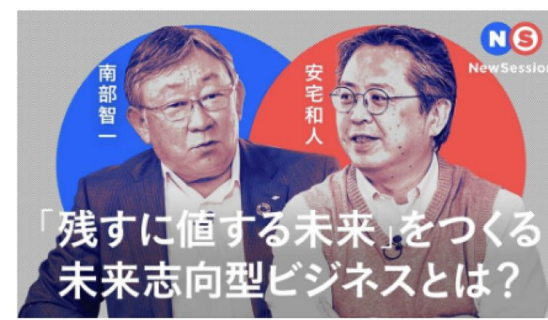 NS
NewSession
南部智一
安宅和人
「残すに値する未来」をつくる
未来志向型ビジネスとは？